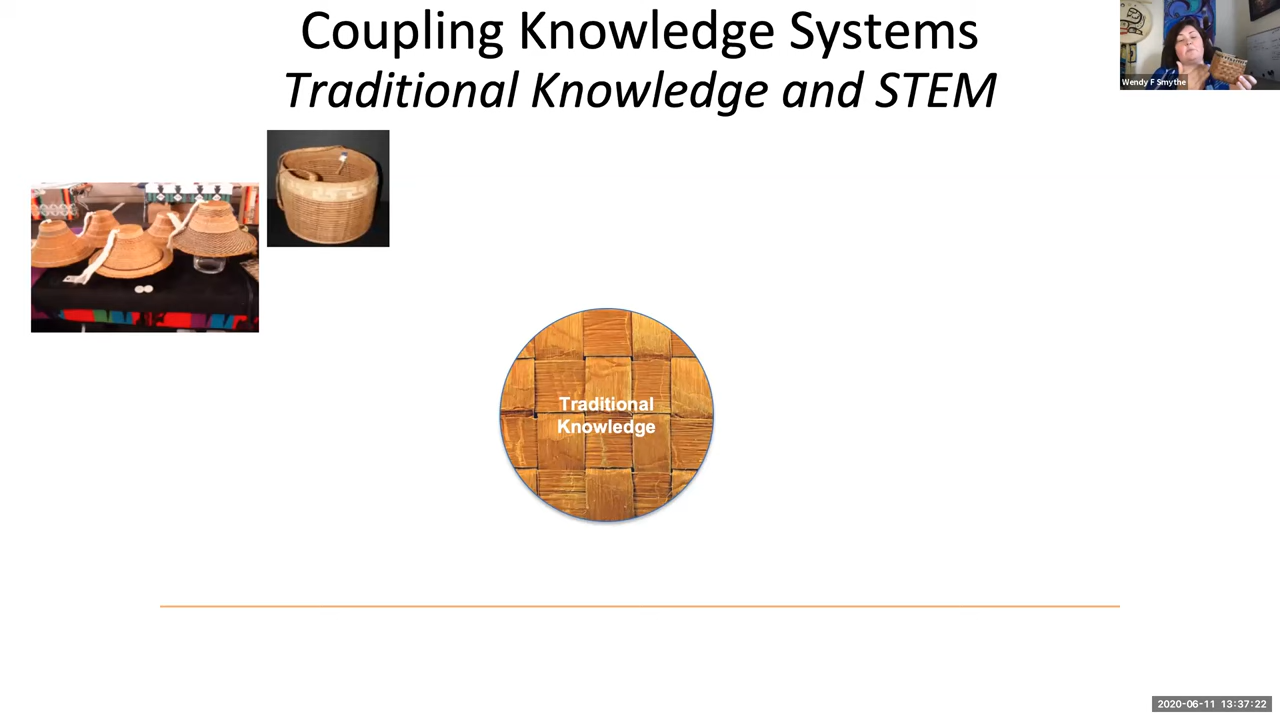 Coupling Knowledge Systems
Traditional Knowledge and STEM
Wendy F Smythe
Traditional
Knowledge
2020-06-11 13:37:22